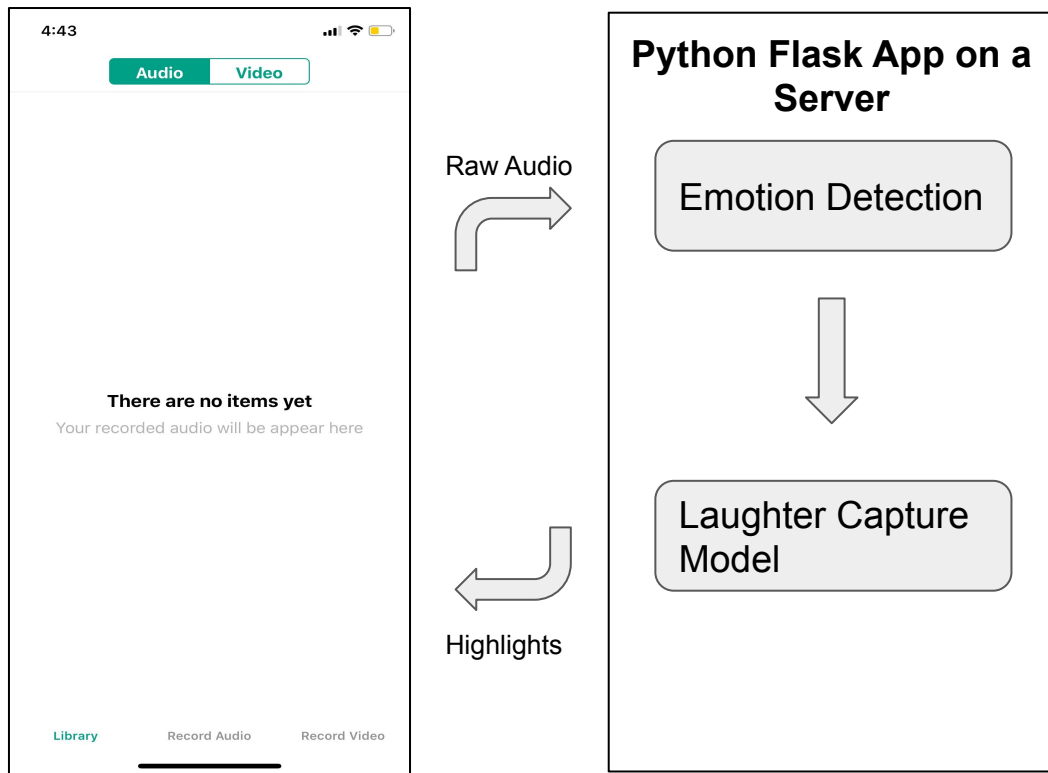 4:43
Audio Video
There are no items yet
Your recorded audio will be appear here
Library Record Audio Record Video
Raw Audio
Highlights
Python Flask App on a
Server
Emotion Detection
Laughter Capture
Model